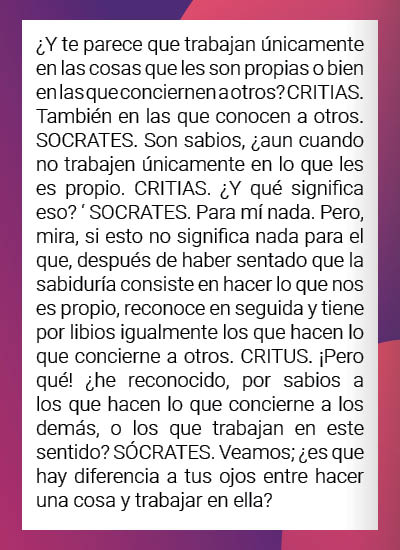 ¿Y te parece que trabajan únicamente
en las cosas que les son propias o bien
en las que conciernen a otros? CRITIAS.
También en las que conocen a otros.
SOCRATES. Son sabios, ¿aun cuando
no trabajen únicamente en lo que les
es propio. CRITIAS. ¿Y qué significa
eso? ‘ SOCRATES. Para mí nada. Pero,
mira, si esto no significa nada para el
que, después de haber sentado que la
sabiduría consiste en hacer lo que nos
es propio, reconoce en seguida y tiene
por libios igualmente los que hacen lo
que concierne a otros. CRITUS. ¡Pero
qué! ¿he reconocido, por sabios a
los que hacen lo que concierne a los
demás, o los que trabajan en este
sentido? SÓCRATES. Veamos; ¿es que
hay diferencia a tus ojos entre hacer
una cosa y trabajar en ella?